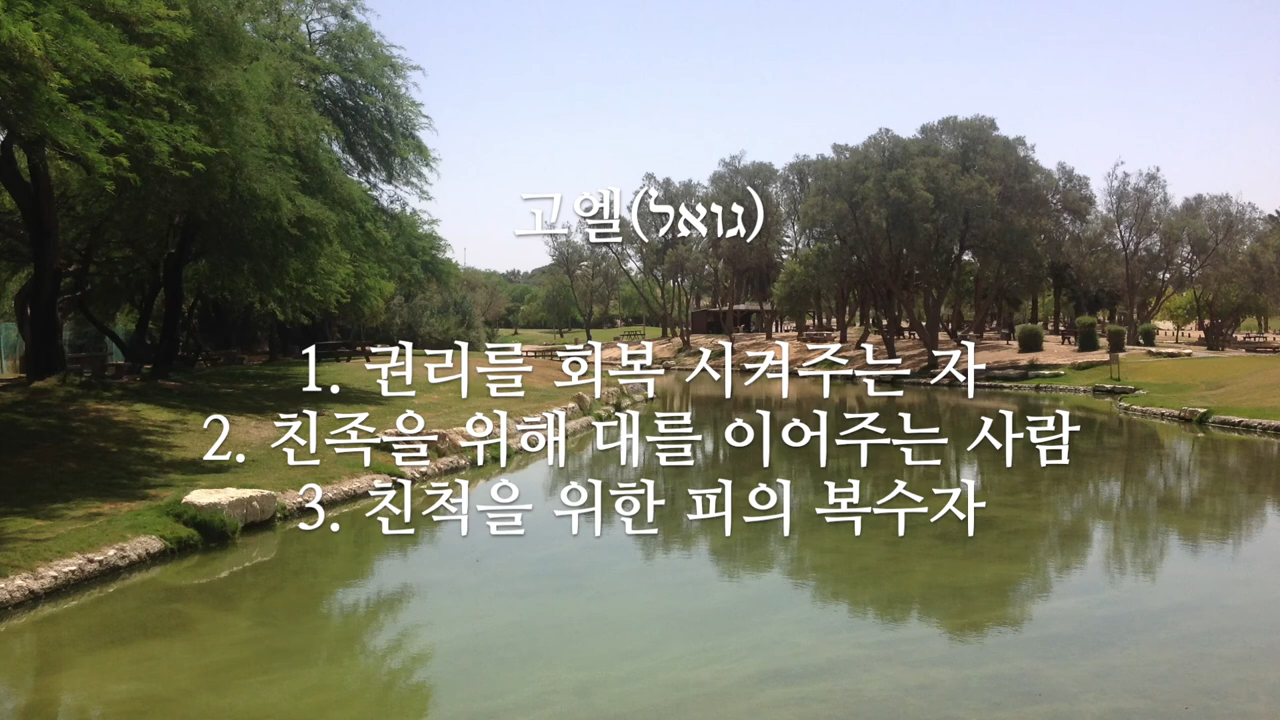 고엘(גואל)
1. 권리를 회복 시켜주는 자
2. 친족을 위해 대를 이어주는 사람
3. 친척을 위한 피의 복수자